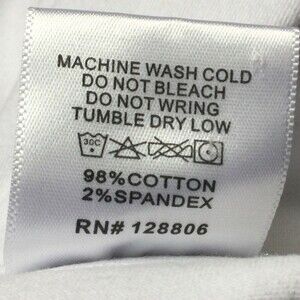 MACHINE WASH COLD
DO NOT BLEACH
DO NOT WRING
TUMBLE DRY LOW
30C
98%COTTON
2%SPANDEX
RN# 128806